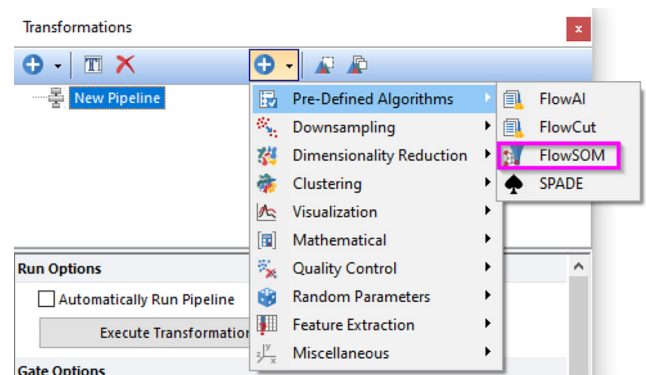 Transformations
x
New Pipeline
Pre-Defined Algorithms
FlowAI
Downsampling
FlowCut
Dimensionality Reduction
FlowSOM
Clustering
SPADE
Visualization
Mathematical
Run Options
Quality Control
Automatically Run Pipeline
Random Parameters
Execute Transformation
Feature Extraction
Miscellaneous
Gate Options